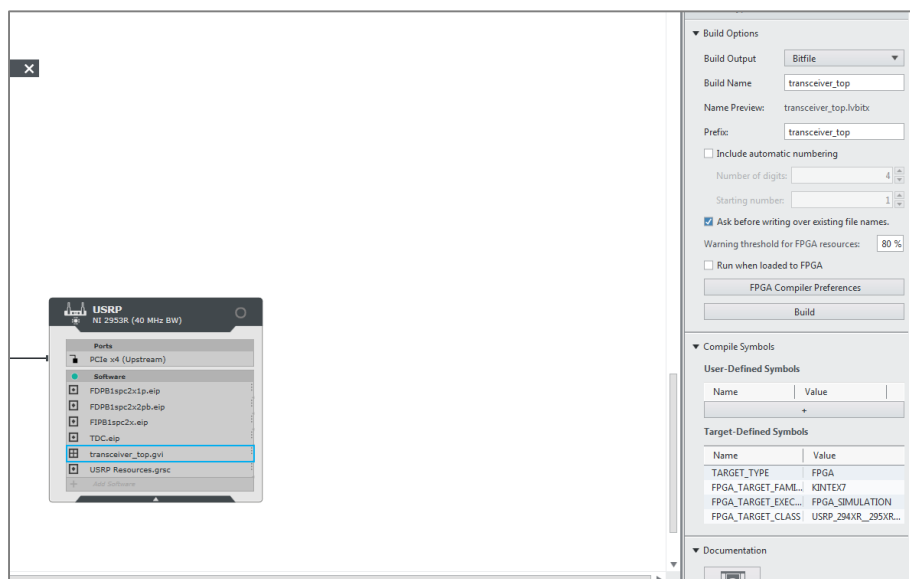 USRP
NI 2953R (40 MHz BW)
Ports
PCIe x4 (Upstream)
Software
FDPB1spc2x1p.eip
FDPB1spc2x2pb.eip
FIPB1spc2x.eip
TDC.eip
transceiver_top.gvi
USRP Resources.grsc
Add Software
Build Options
Build Output Bitfile
Build Name transceiver_top
Name Preview: transceiver_top.lvbitx
Prefix: transceiver_top
Include automatic numbering
Number of digits: 4
Starting number: 1
Ask before writing over existing file names.
Warning threshold for FPGA resources: 80 %
Run when loaded to FPGA
FPGA Compiler Preferences
Build
Compile Symbols
User-Defined Symbols
Name Value
+
Target-Defined Symbols
Name Value
TARGET_TYPE FPGA
FPGA_TARGET_FAMI... KINTEX7
FPGA_TARGET_EXEC... FPGA_SIMULATION
FPGA_TARGET_CLASS USRP_294XR__295XR...
Documentation